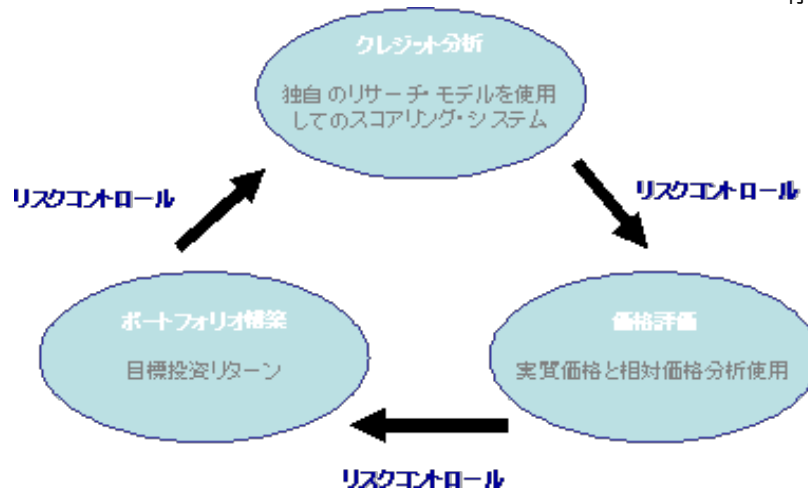 クレジット分析
独自のリサーチ・モデルを使用
してのスコアリング・システム
リスクコントロール
リスクコントロール
ポートフォリオ構築
目標投資リターン
価格評価
実質価格と相対価格分析使用
リスクコントロール